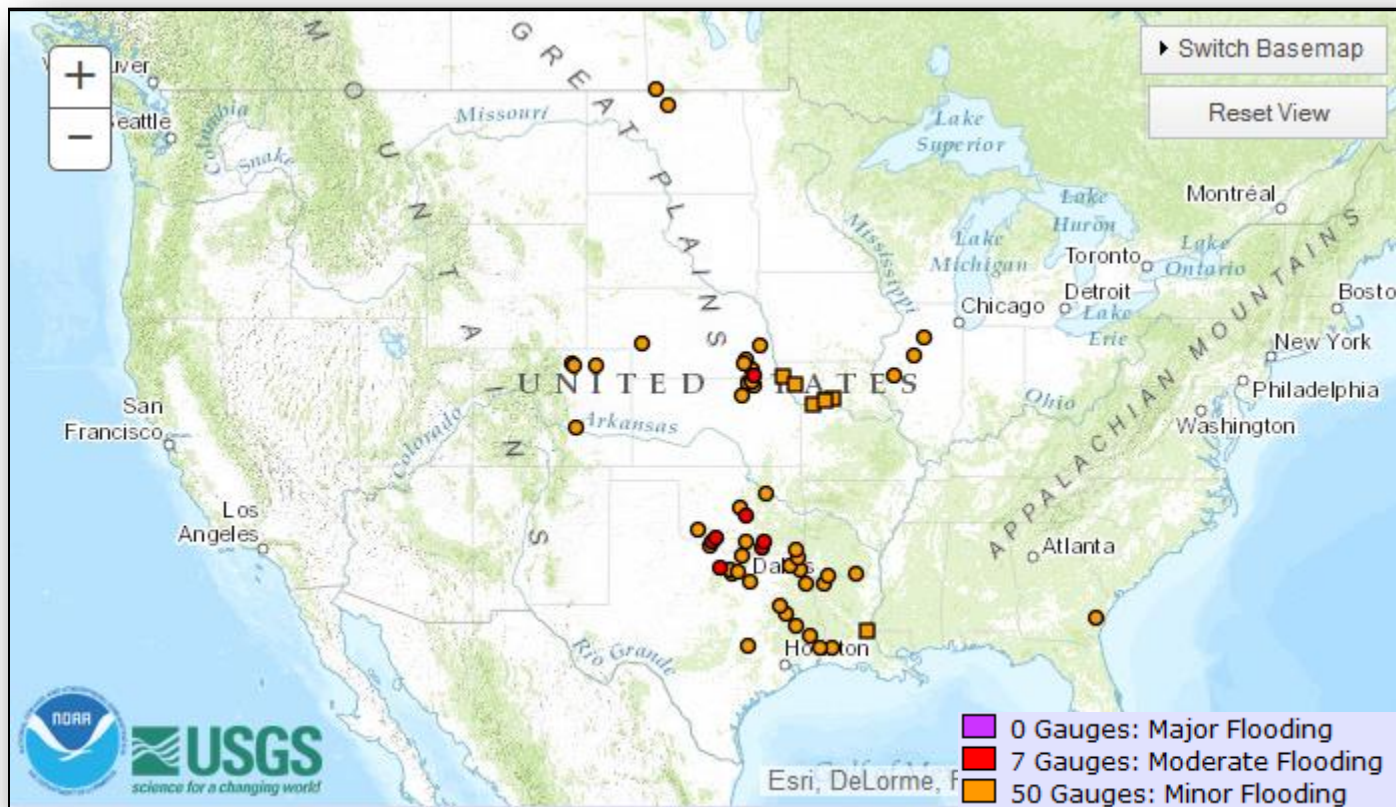 +
−
Switch Basemap
Reset View
uver
Seattle
Columbia
Snake
MOUNTAINS
GREAT PLAINS
Missouri
Lake
Superior
Mississippi
Lake
Michigan
Lake
Huron
Montréal
Toronto
Lake
Ontario
Chicago
Detroit
Lake
Erie
Bosto
New York
Philadelphia
Washington
APPALACHIAN MOUNTAINS
UNITED STATES
San
Francisco
Colorado
Arkansas
Ohio
Los
Angeles
Dallas
Atlanta
Rio Grande
Houston
NOAA
USGS
science for a changing world
Esri, DeLorme, F
0 Gauges: Major Flooding
7 Gauges: Moderate Flooding
50 Gauges: Minor Flooding